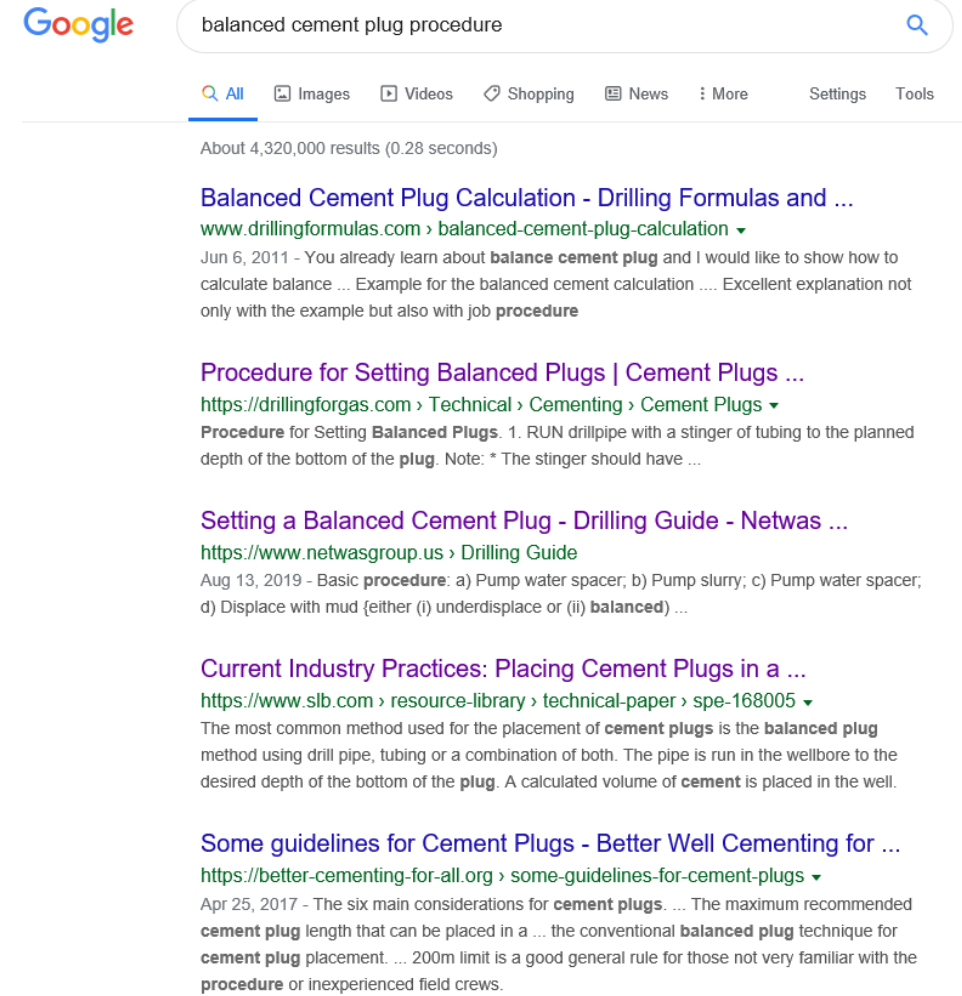 Google
balanced cement plug procedure
All Images Videos Shopping News More Settings Tools
About 4,320,000 results (0.28 seconds)
Balanced Cement Plug Calculation - Drilling Formulas and ...
www.drillingformulas.com › balanced-cement-plug-calculation
Jun 6, 2011 - You already learn about balance cement plug and I would like to show how to
calculate balance ... Example for the balanced cement calculation .... Excellent explanation not
only with the example but also with job procedure
Procedure for Setting Balanced Plugs | Cement Plugs ...
https://drillingforgas.com › Technical › Cementing › Cement Plugs
Procedure for Setting Balanced Plugs. 1. RUN drillpipe with a stinger of tubing to the planned
depth of the bottom of the plug. Note: * The stinger should have ...
Setting a Balanced Cement Plug - Drilling Guide - Netwas ...
https://www.netwasgroup.us › Drilling Guide
Aug 13, 2019 - Basic procedure: a) Pump water spacer; b) Pump slurry; c) Pump water spacer;
d) Displace with mud {either (i) underdisplace or (ii) balanced) ...
Current Industry Practices: Placing Cement Plugs in a ...
https://www.slb.com › resource-library › technical-paper › spe-168005
The most common method used for the placement of cement plugs is the balanced plug
method using drill pipe, tubing or a combination of both. The pipe is run in the wellbore to the
desired depth of the bottom of the plug. A calculated volume of cement is placed in the well.
Some guidelines for Cement Plugs - Better Well Cementing for ...
https://better-cementing-for-all.org › some-guidelines-for-cement-plugs
Apr 25, 2017 - The six main considerations for cement plugs. ... The maximum recommended
cement plug length that can be placed in a ... the conventional balanced plug technique for
cement plug placement. ... 200m limit is a good general rule for those not very familiar with the
procedure or inexperienced field crews.